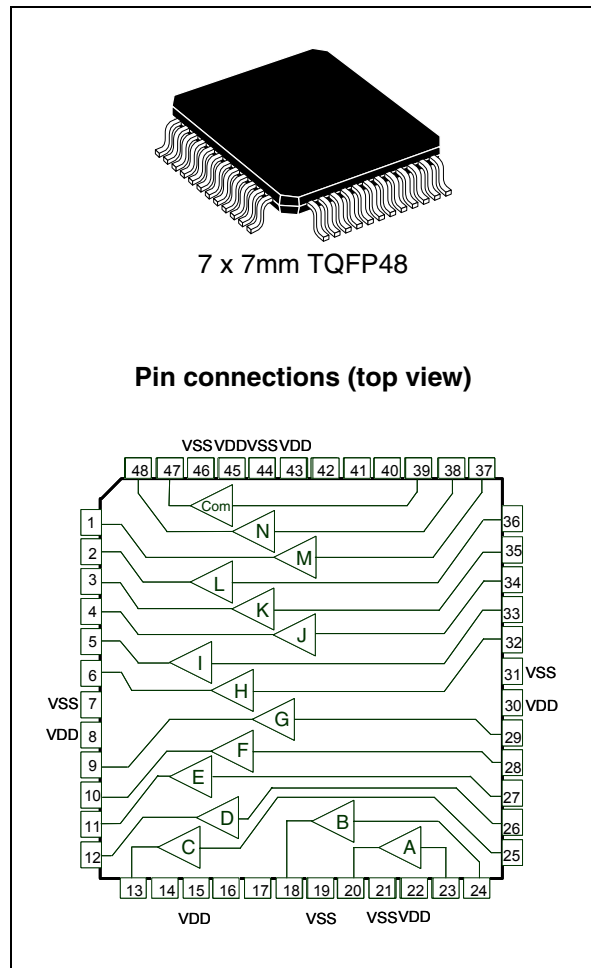 7 x 7mm TQFP48
Pin connections (top view)
VSS VDD VSS VDD
48 47 46 45 44 43 42 41 40 39 38 37
Com
N
1
36
M
2
35
L
3
K
34
4
J
33
5
I
32
6
H
31 VSS
VSS 7
G
30 VDD
VDD 8
29
9
F
28
10
E
27
11
D
B
26
12
C
A
25
13 14 15 16 17 18 19 20 21 22 23 24
VDD VSS VSS VDD